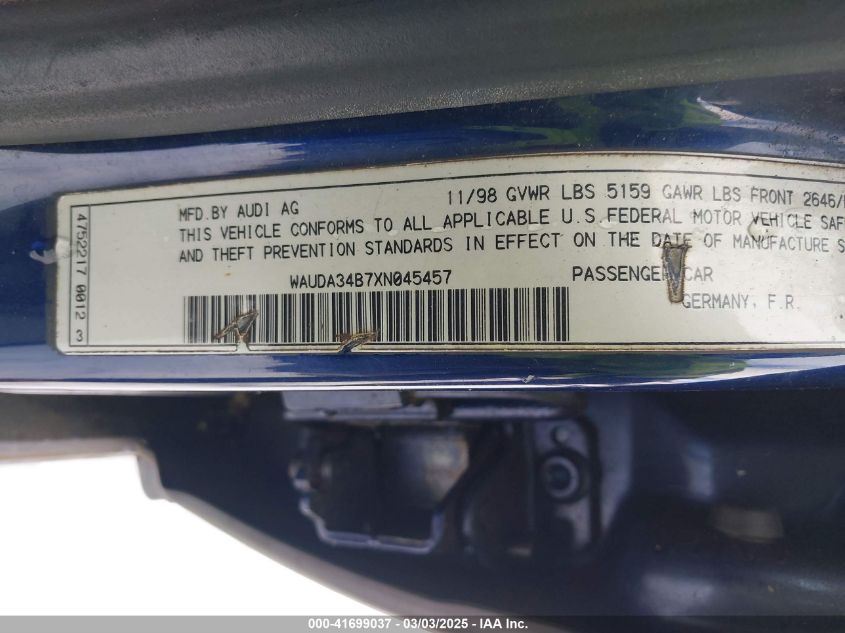 MFD.BY AUDI AG 11/98 GVWR LBS 5159 GAWR LBS FRONT 2646/
THIS VEHICLE CONFORMS TO ALL APPLICABLE U.S.FEDERAL MOTOR VEHICLE SAF
AND THEFT PREVENTION STANDARDS IN EFFECT ON THE DATE OF MANUFACTURE S
WAUDA34B7XN045457 PASSENGER CAR
GERMANY, F.R.
4752217 0012 3
000-41699037 - 03/03/2025 - IAA Inc.